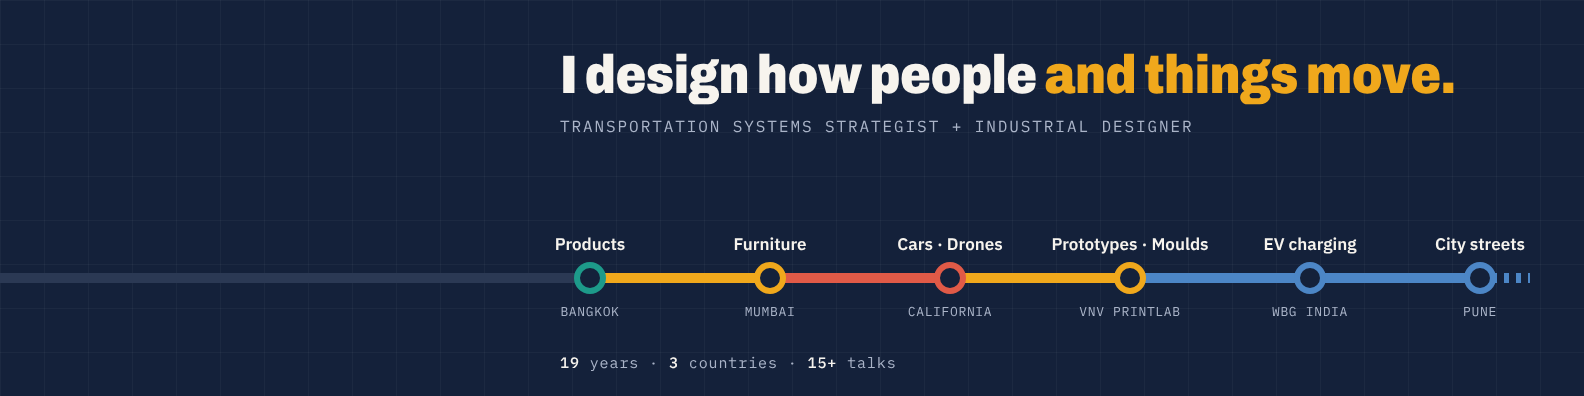 I design how people and things move.
TRANSPORTATION SYSTEMS STRATEGIST + INDUSTRIAL DESIGNER
Products Furniture Cars · Drones Prototypes · Moulds EV charging City streets
BANGKOK MUMBAI CALIFORNIA VNV PRINTLAB WBG INDIA PUNE
19 years · 3 countries · 15+ talks